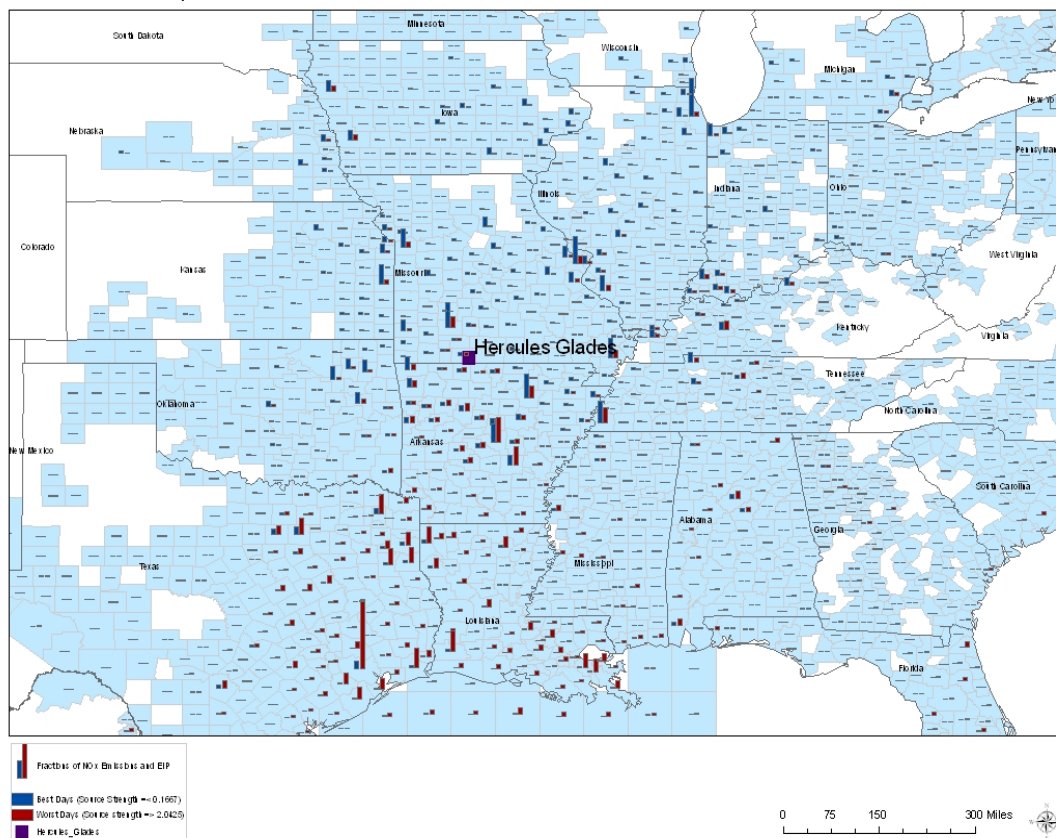 Minnesota
South Dakota
Wisconsin
Michigan
New Yo
Iowa
Nebraska
Pennsylvan
Illinois
Indiana
Ohio
Colorado
Missouri
West Virginia
Kansas
Kentucky
Virginia
Hercules Glades
Tennessee
Oklahoma
North Carolina
New Mexico
Arkansas
South Carolina
Alabama
Georgia
Texas
Mississippi
Louisiana
Florida
Fractions of NOx Emissions and EIP
Best Days (Source Strength =< 0.1667)
Worst Days (Source strength => 2.0425)
Hercules_Glades
0 75 150 300 Miles